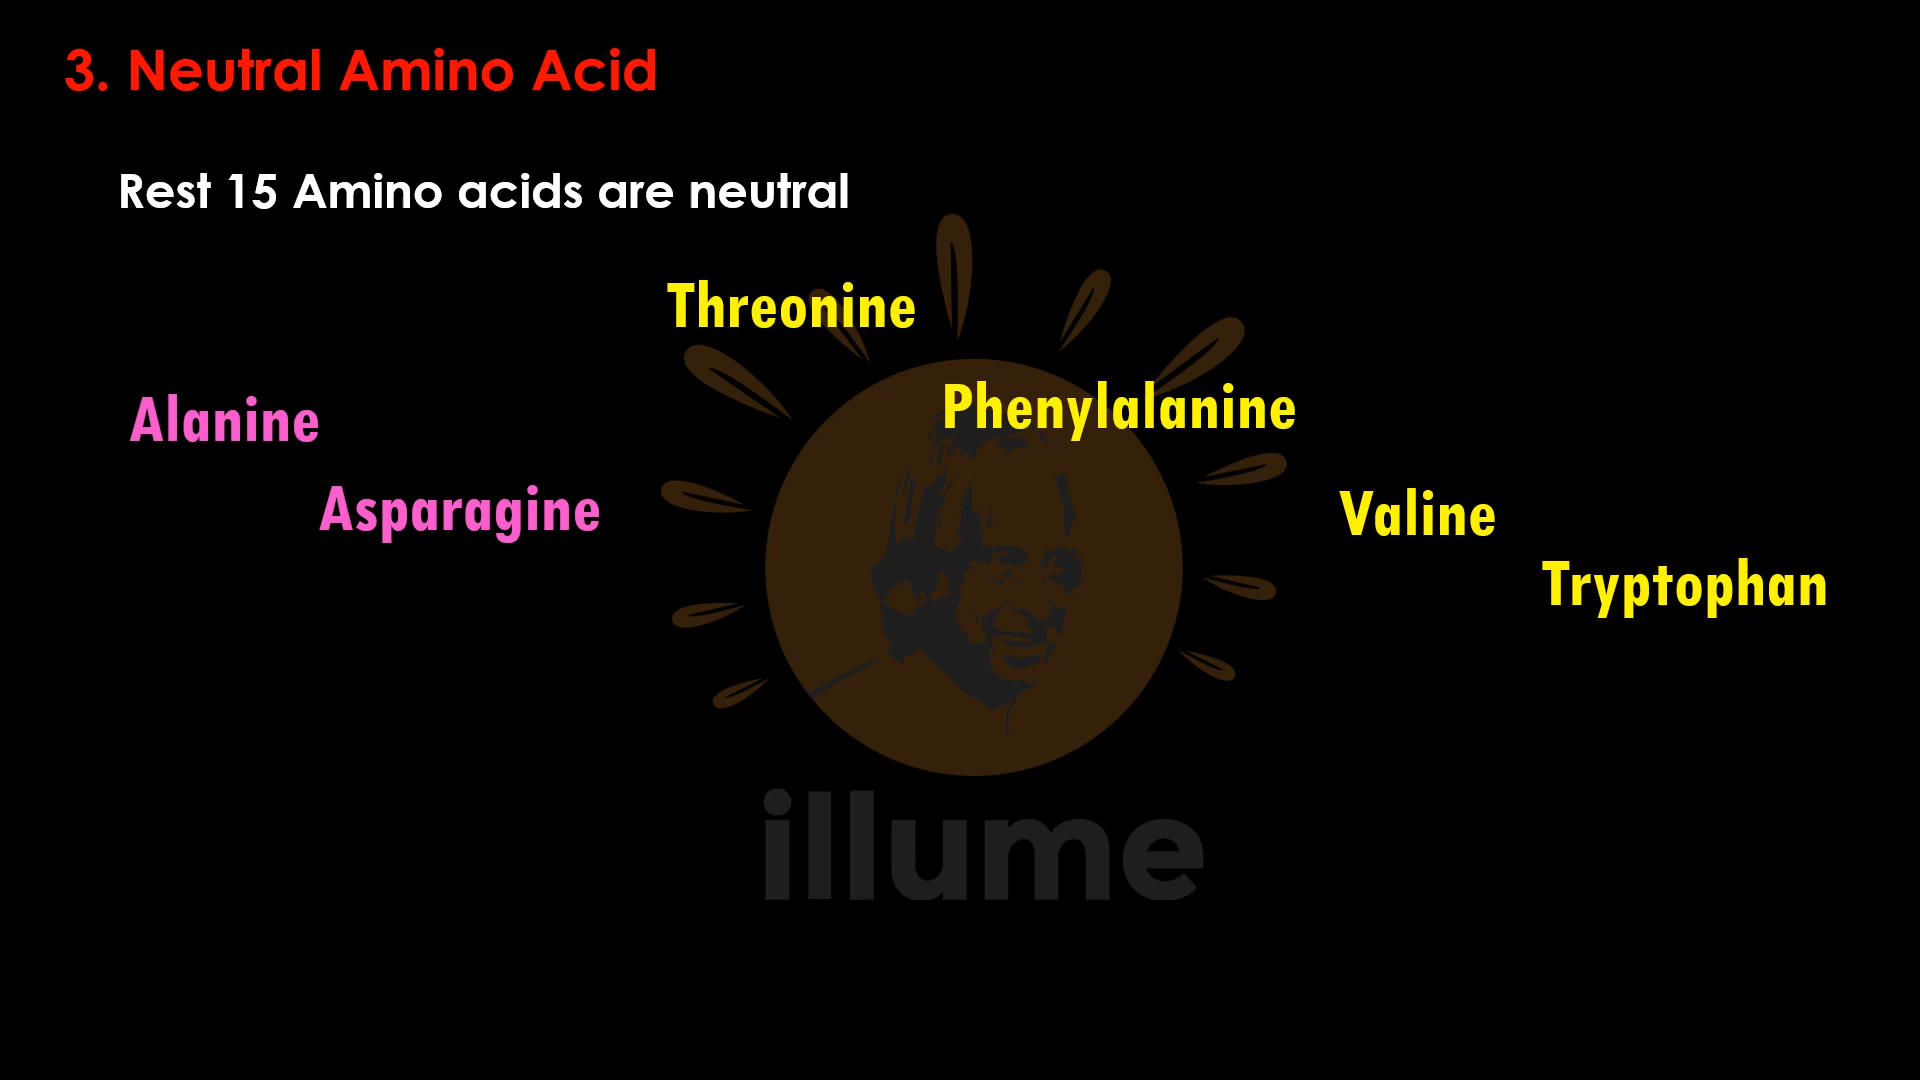 3. Neutral Amino Acid
Rest 15 Amino acids are neutral
Threonine
Phenylalanine
Alanine
Asparagine
Valine
Tryptophan
illume